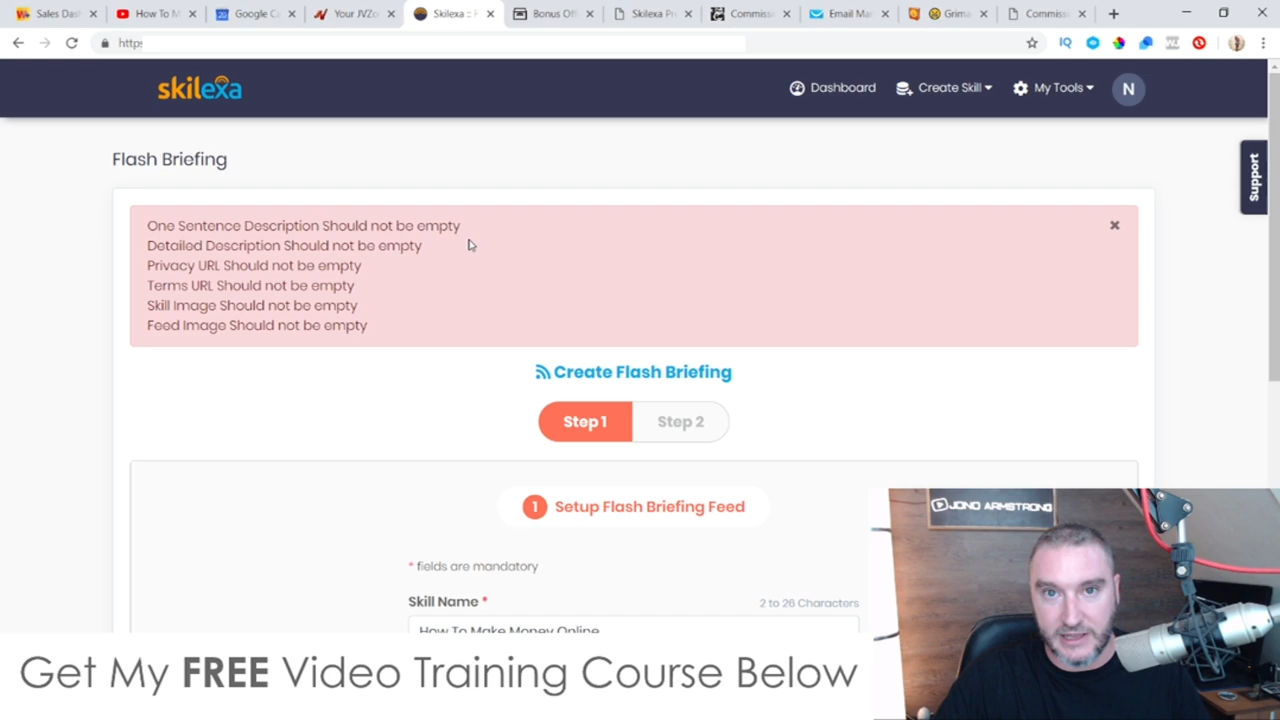 Sales Dash
How To M
Google C
Your JVZo
Skilexa :: F
Bonus Off
Skilexa Pr
Commissi
Email Mar
Grima
Commissi
https
skilexa
Dashboard
Create Skill
My Tools
N
Support
Flash Briefing
One Sentence Description Should not be empty
Detailed Description Should not be empty
Privacy URL Should not be empty
Terms URL Should not be empty
Skill Image Should not be empty
Feed Image Should not be empty
Create Flash Briefing
Step 1 Step 2
1 Setup Flash Briefing Feed
* fields are mandatory
Skill Name * 2 to 26 Characters
How To Make Money Online
JONO ARMSTRONG
Get My FREE Video Training Course Below